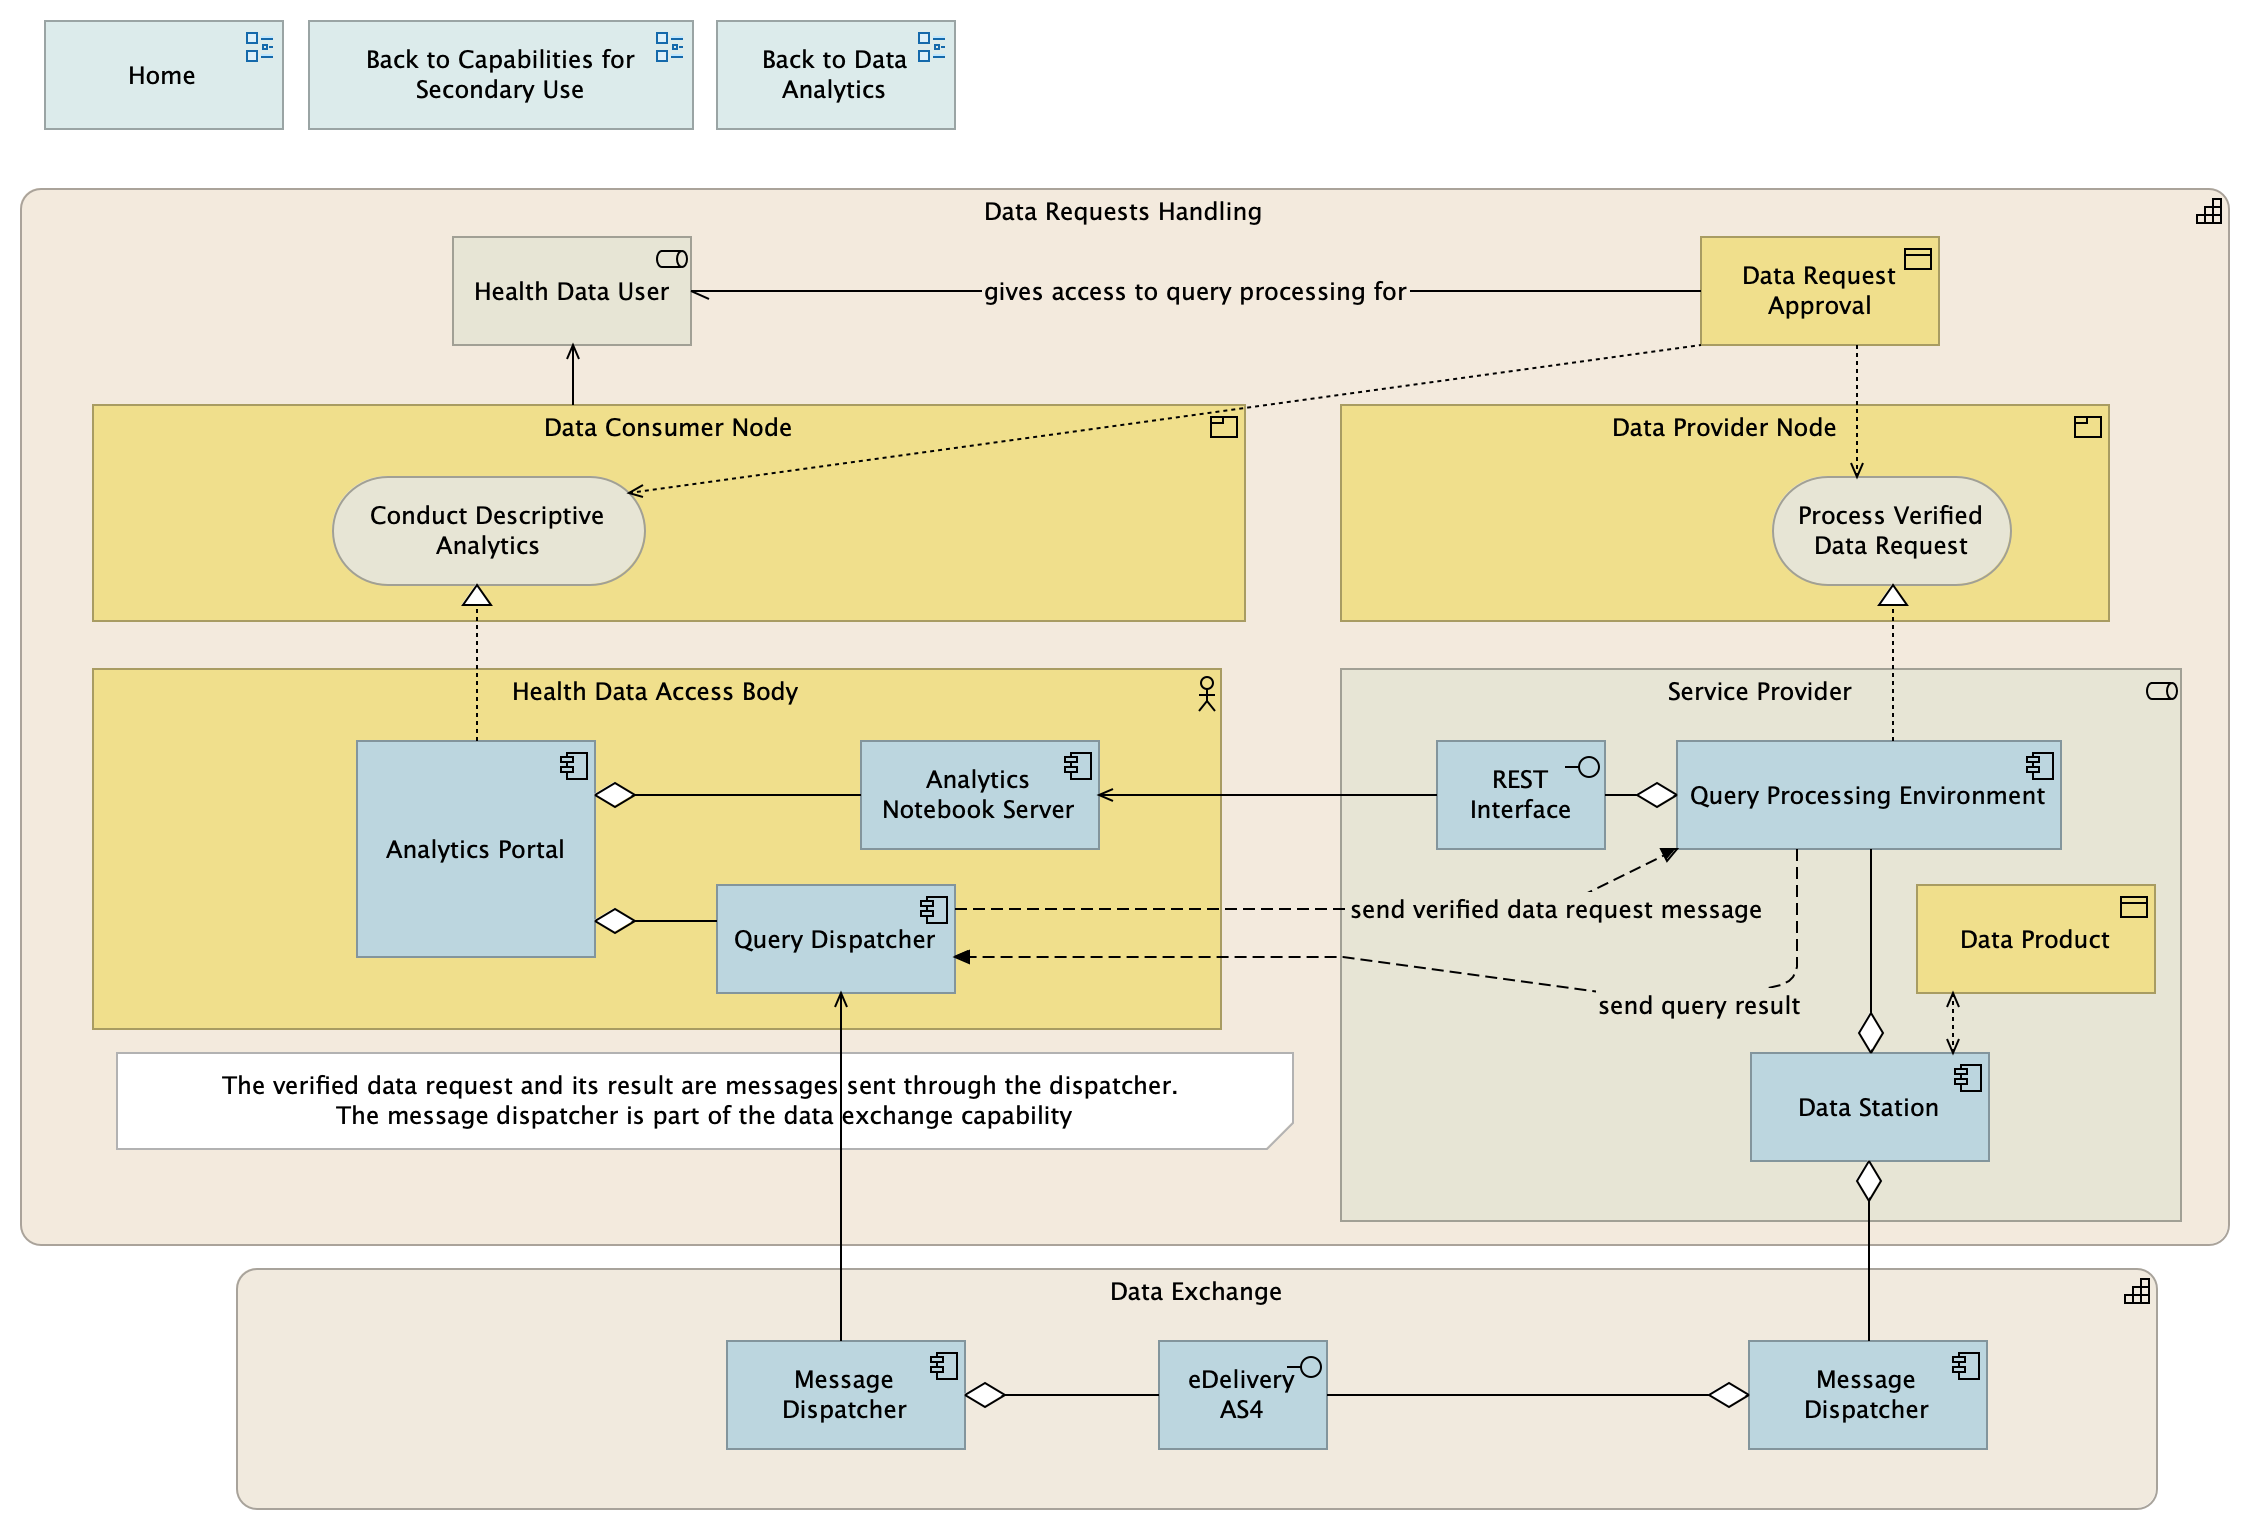 Home
Back to Capabilities for
Secondary Use
Back to Data
Analytics
Data Requests Handling
Health Data User
gives access to query processing for
Data Request
Approval
Data Consumer Node
Data Provider Node
Conduct Descriptive
Analytics
Process Verified
Data Request
Health Data Access Body
Service Provider
Analytics Portal
Analytics
Notebook Server
REST
Interface
Query Processing Environment
Query Dispatcher
send verified data request message
Data Product
send query result
The verified data request and its result are messages sent through the dispatcher.
The message dispatcher is part of the data exchange capability
Data Station
Data Exchange
Message
Dispatcher
eDelivery
AS4
Message
Dispatcher